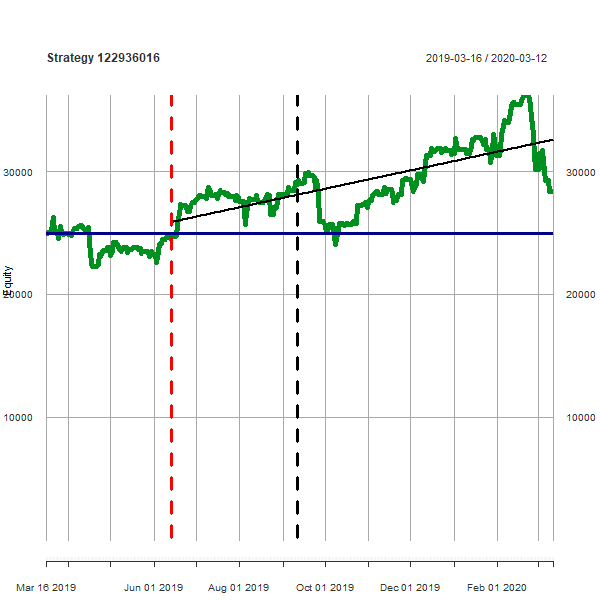 Strategy 122936016
2019-03-16 / 2020-03-12
30000
30000
Equity
20000
20000
10000
10000
Mar 16 2019
Jun 01 2019
Aug 01 2019
Oct 01 2019
Dec 01 2019
Feb 01 2020